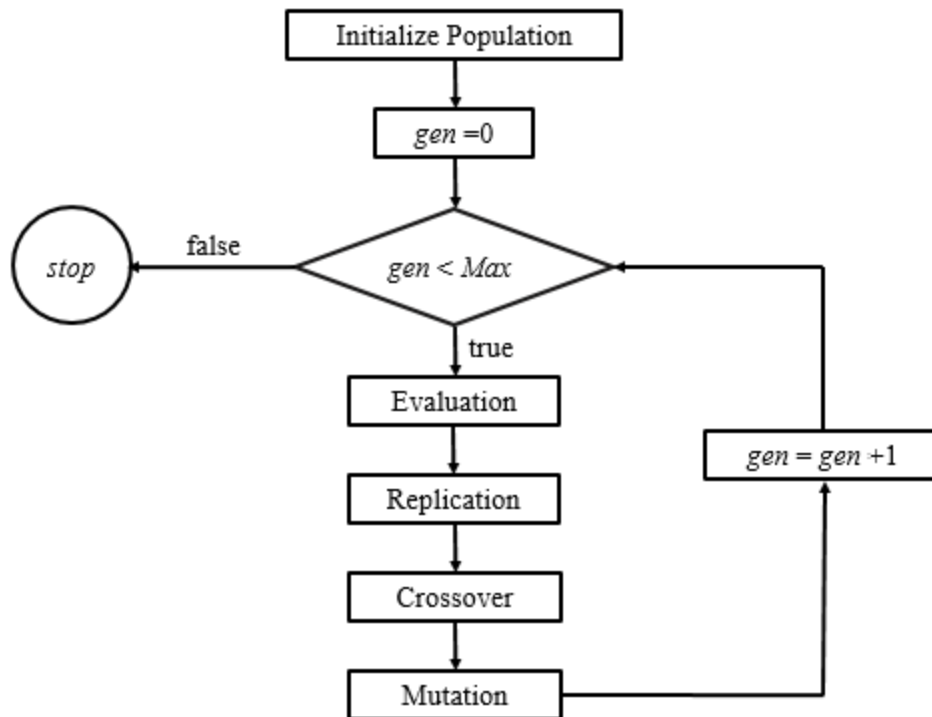 Initialize Population
gen =0
false
stop
gen < Max
true
Evaluation
gen = gen +1
Replication
Crossover
Mutation